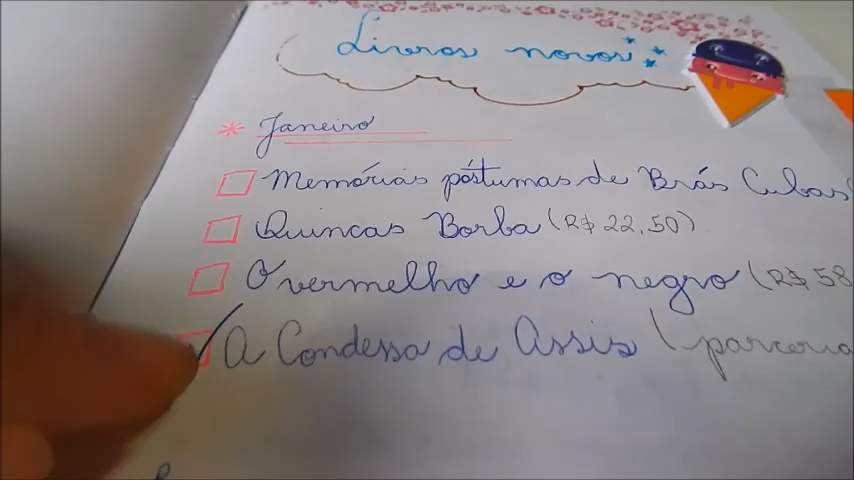 Livros novos
* Janeiro
Memórias póstumas de Brás Cubas
Quincas Borba (R$ 22,50)
O vermelho e o negro (R$ 58
A Condessa de Assis (parceria